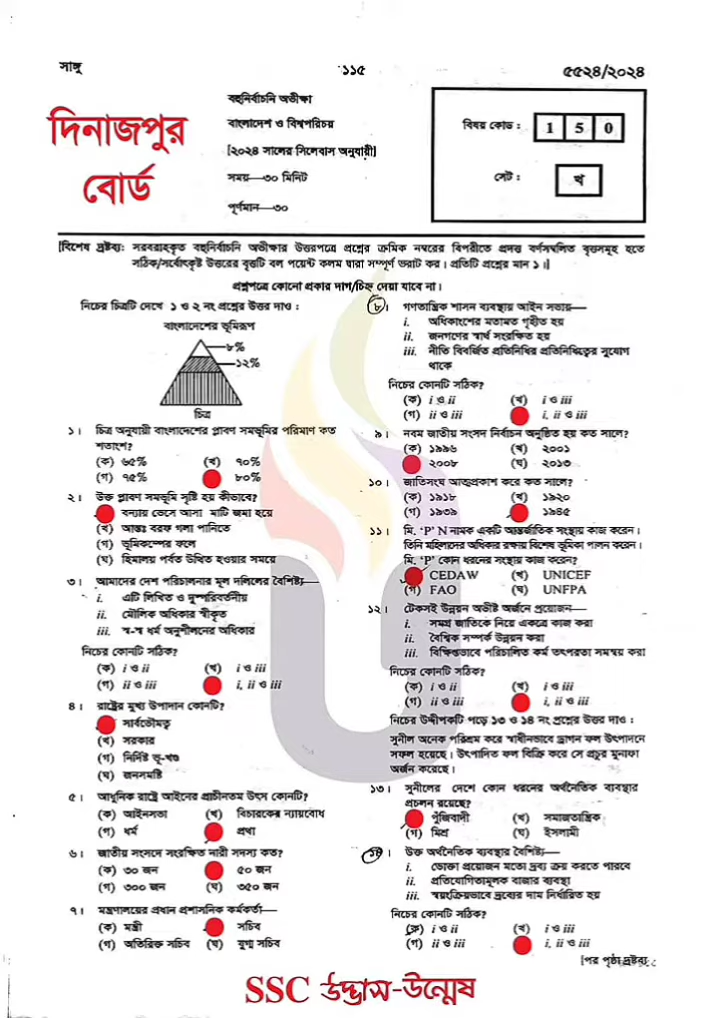 সাঙ্গু
১১৫
৫৫২৪/২০২৪
দিনাজপুর
বোর্ড
বহুনির্বাচনি অভীক্ষা
বাংলাদেশ ও বিশ্বপরিচয়
[২০২৪ সালের সিলেবাস অনুযায়ী]
সময়—৩০ মিনিট
পূর্ণমান—৩০
বিষয় কোড : 1 5 0
সেট : খ
[বিশেষ দ্রষ্টব্য: সরবরাহকৃত বহুনির্বাচনি অভীক্ষার উত্তরপত্রে প্রশ্নের ক্রমিক নম্বরের বিপরীতে প্রদত্ত বর্ণসম্বলিত বৃত্তসমূহ হতে
সঠিক/সর্বোৎকৃষ্ট উত্তরের বৃত্তটি বল পয়েন্ট কলম দ্বারা সম্পূর্ণ ভরাট কর। প্রতিটি প্রশ্নের মান ১।]
প্রশ্নপত্রে কোনো প্রকার দাগ/চিহ্ন দেয়া যাবে না।
নিচের চিত্রটি দেখে ১ ও ২ নং প্রশ্নের উত্তর দাও :
বাংলাদেশের ভূমিরূপ
৮%
১২%
চিত্র
১। চিত্র অনুযায়ী বাংলাদেশের প্লাবণ সমভূমির পরিমাণ কত
শতাংশ?
(ক) ৬৫% (খ) ৭০%
(গ) ৭৫% ৮০%
২। উক্ত প্লাবণ সমভূমি সৃষ্টি হয় কীভাবে?
বন্যায় ভেসে আসা মাটি জমা হয়ে
(খ) আন্তঃ বরফ গলা পানিতে
(গ) ভূমিকম্পের ফলে
(ঘ) হিমালয় পর্বত উত্থিত হওয়ার সময়ে
৩। আমাদের দেশ পরিচালনার মূল দলিলের বৈশিষ্ট্য—
i. এটি লিখিত ও দুষ্পরিবর্তনীয়
ii. মৌলিক অধিকার স্বীকৃত
iii. স্ব-স্ব ধর্ম অনুশীলনের অধিকার
নিচের কোনটি সঠিক?
(ক) i ও ii (খ) i ও iii
(গ) ii ও iii i, ii ও iii
৪। রাষ্ট্রের মুখ্য উপাদান কোনটি?
সার্বভৌমত্ব
(খ) সরকার
(গ) নির্দিষ্ট ভূ-খণ্ড
(ঘ) জনসমষ্টি
৫। আধুনিক রাষ্ট্রে আইনের প্রাচীনতম উৎস কোনটি?
(ক) আইনসভা (খ) বিচারকের ন্যায়বোধ
(গ) ধর্ম প্রথা
৬। জাতীয় সংসদে সংরক্ষিত নারী সদস্য কত?
(ক) ৩০ জন ৫০ জন
(গ) ৩০০ জন (ঘ) ৩৫০ জন
৭। মন্ত্রণালয়ের প্রধান প্রশাসনিক কর্মকর্তা—
(ক) মন্ত্রী সচিব
(গ) অতিরিক্ত সচিব (ঘ) যুগ্ম সচিব
৮। গণতান্ত্রিক শাসন ব্যবস্থায় আইন সভায়—
i. অধিকাংশের মতামত গৃহীত হয়
ii. জনগণের স্বার্থ সংরক্ষিত হয়
iii. নীতি বিবর্জিত প্রতিনিধির প্রতিনিধিত্বের সুযোগ
থাকে
নিচের কোনটি সঠিক?
(ক) i ও ii (খ) i ও iii
(গ) ii ও iii i, ii ও iii
৯। নবম জাতীয় সংসদ নির্বাচন অনুষ্ঠিত হয় কত সালে?
(ক) ১৯৯৬ (খ) ২০০১
২০০৮ (ঘ) ২০১৩
১০। জাতিসংঘ আত্মপ্রকাশ করে কত সালে?
(ক) ১৯১৮ (খ) ১৯২০
(গ) ১৯৩৯ ১৯৪৫
১১। মি. ‘P’ N নামক একটি আন্তর্জাতিক সংস্থায় কাজ করেন।
তিনি মহিলাদের অধিকার রক্ষায় বিশেষ ভূমিকা পালন করেন।
মি. ‘P’ কোন ধরনের সংস্থায় কাজ করেন?
CEDAW (খ) UNICEF
(গ) FAO (ঘ) UNFPA
১২। টেকসই উন্নয়ন অভীষ্ট অর্জনে প্রয়োজন—
i. সমগ্র জাতিকে নিয়ে একত্রে কাজ করা
ii. বৈশ্বিক সম্পর্ক উন্নয়ন করা
iii. বিক্ষিপ্তভাবে পরিচালিত কর্ম তৎপরতা সমন্বয় করা
নিচের কোনটি সঠিক?
(ক) i ও ii (খ) i ও iii
(গ) ii ও iii i, ii ও iii
নিচের উদ্দীপকটি পড়ে ১৩ ও ১৪ নং প্রশ্নের উত্তর দাও :
সুনীল অনেক পরিশ্রম করে স্বাধীনভাবে ড্রাগন ফল উৎপাদনে
সফল হয়েছে। উৎপাদিত ফল বিক্রি করে সে প্রচুর মুনাফা
অর্জন করেছে।
১৩। সুনীলের দেশে কোন ধরনের অর্থনৈতিক ব্যবস্থার
প্রচলন রয়েছে?
পুঁজিবাদী (খ) সমাজতান্ত্রিক
(গ) মিশ্র (ঘ) ইসলামী
১৪। উক্ত অর্থনৈতিক ব্যবস্থার বৈশিষ্ট্য—
i. ভোক্তা প্রয়োজন মতো দ্রব্য ক্রয় করতে পারবে
ii. প্রতিযোগিতামূলক বাজার ব্যবস্থা
iii. স্বয়ংক্রিয়ভাবে দ্রব্যের দাম নির্ধারিত হয়
নিচের কোনটি সঠিক?
(ক) i ও ii (খ) i ও iii
(গ) ii ও iii i, ii ও iii
[পর পৃষ্ঠা দ্রষ্টব্য
SSC উদ্ভাস-উন্মেষ